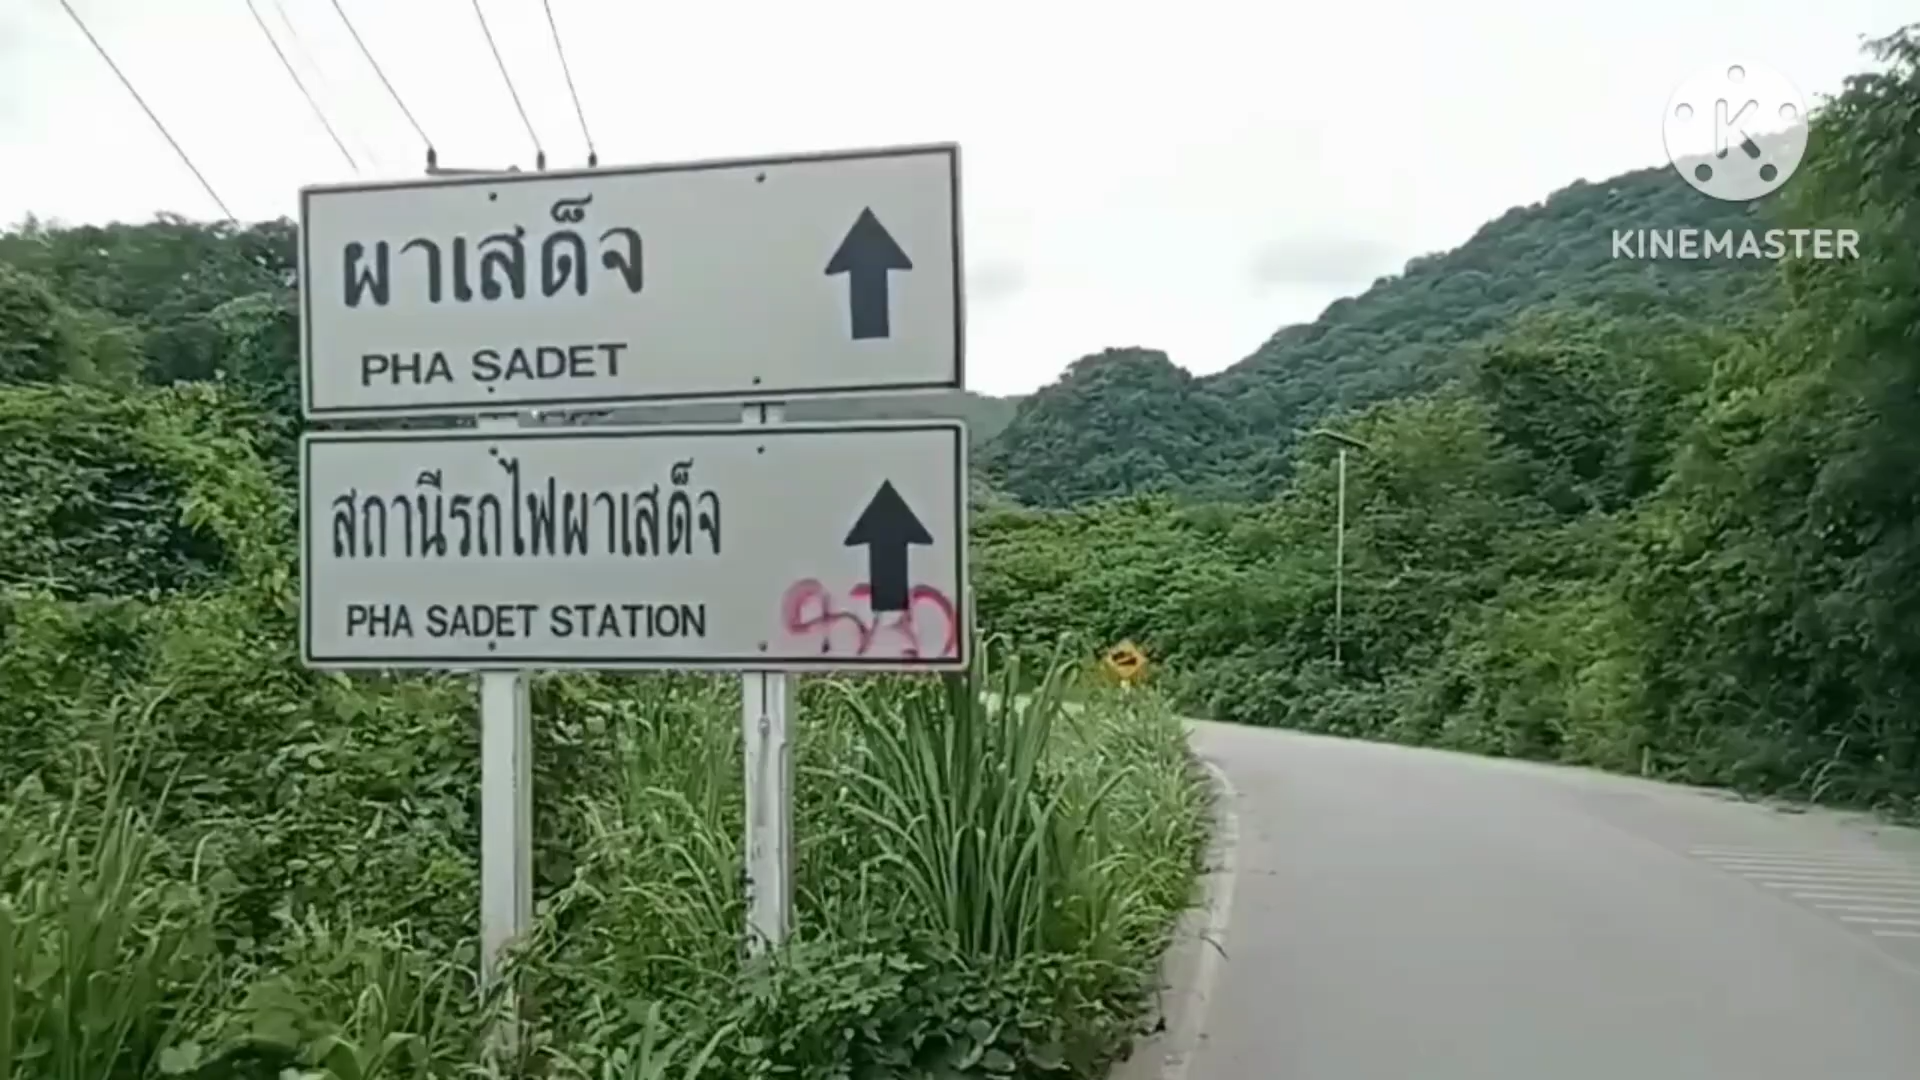 ผาเสด็จ
PHA SADET
สถานีรถไฟผาเสด็จ
PHA SADET STATION
K
KINEMASTER